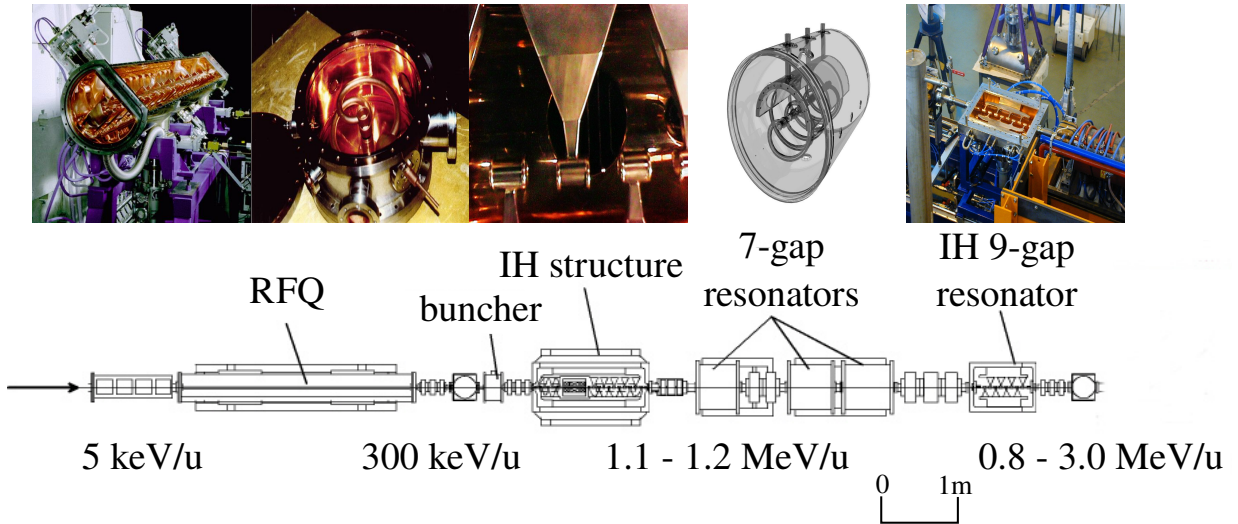 7-gap
resonators
IH 9-gap
resonator
IH structure
RFQ
buncher
5 keV/u
300 keV/u
1.1 - 1.2 MeV/u
0.8 - 3.0 MeV/u
0 1m